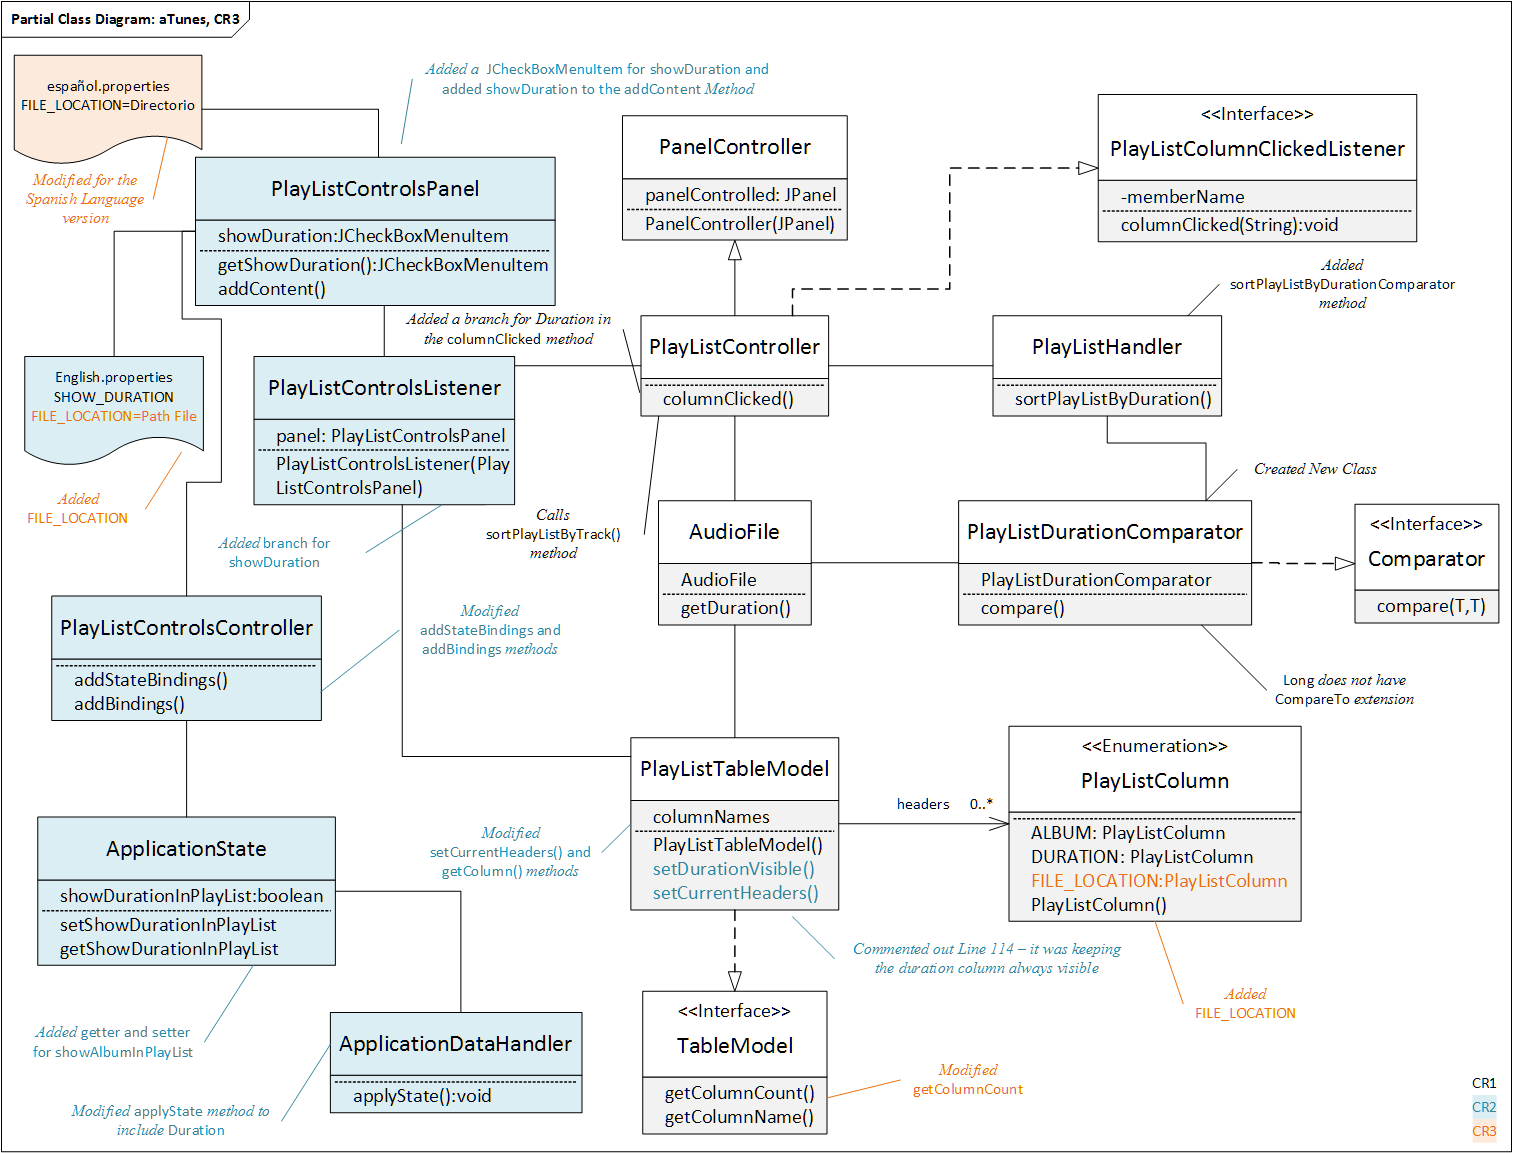 Partial Class Diagram: aTunes, CR3
español.properties
FILE_LOCATION=Directorio
Modified for the
Spanish Language
version
Added a JCheckBoxMenuItem for showDuration and
added showDuration to the addContent Method
PlayListControlsPanel
showDuration:JCheckBoxMenuItem
getShowDuration():JCheckBoxMenuItem
addContent()
PanelController
panelControlled: JPanel
PanelController(JPanel)
<<Interface>>
PlayListColumnClickedListener
-memberName
columnClicked(String):void
Added
sortPlayListByDurationComparator
method
Added a branch for Duration in
the columnClicked method
English.properties
SHOW_DURATION
FILE_LOCATION=Path File
Added
FILE_LOCATION
PlayListControlsListener
panel: PlayListControlsPanel
PlayListControlsListener(Play
ListControlsPanel)
PlayListController
columnClicked()
PlayListHandler
sortPlayListByDuration()
Created New Class
Calls
sortPlayListByTrack()
method
Added branch for
showDuration
AudioFile
AudioFile
getDuration()
PlayListDurationComparator
PlayListDurationComparator
compare()
<<Interface>>
Comparator
compare(T,T)
Long does not have
CompareTo extension
PlayListControlsController
addStateBindings()
addBindings()
Modified
addStateBindings and
addBindings methods
PlayListTableModel
columnNames
PlayListTableModel()
setDurationVisible()
setCurrentHeaders()
headers 0..*
<<Enumeration>>
PlayListColumn
ALBUM: PlayListColumn
DURATION: PlayListColumn
FILE_LOCATION:PlayListColumn
PlayListColumn()
Modified
setCurrentHeaders() and
getColumn() methods
ApplicationState
showDurationInPlayList:boolean
setShowDurationInPlayList
getShowDurationInPlayList
Commented out Line 114 – it was keeping
the duration column always visible
Added
FILE_LOCATION
Added getter and setter
for showAlbumInPlayList
ApplicationDataHandler
applyState():void
Modified applyState method to
include Duration
<<Interface>>
TableModel
getColumnCount()
getColumnName()
Modified
getColumnCount
CR1
CR2
CR3